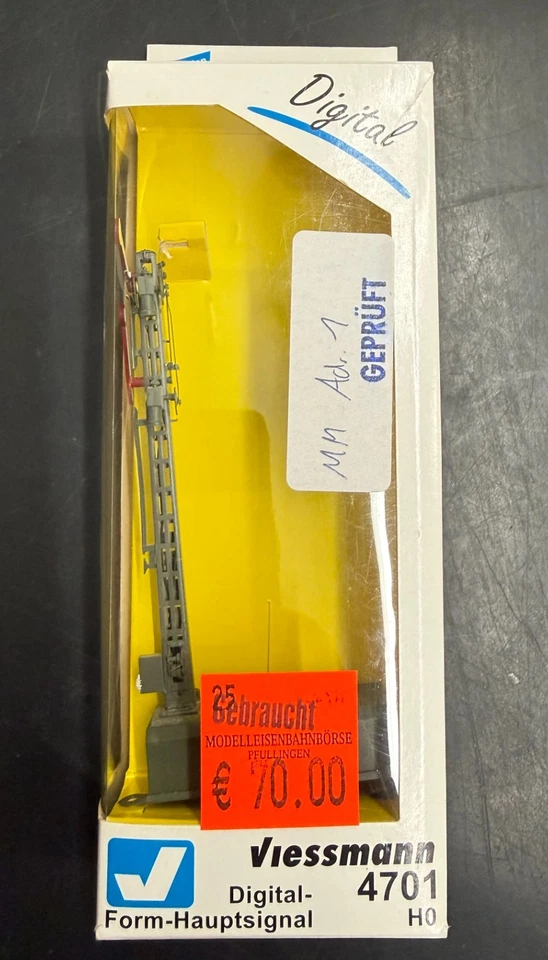 Digital
MM Adr. 1
GEPRÜFT
25
Gebraucht
MODELLEISENBAHNBÖRSE
PFULLINGEN
€ 70.00
Viessmann
Digital- 4701
Form-Hauptsignal H0